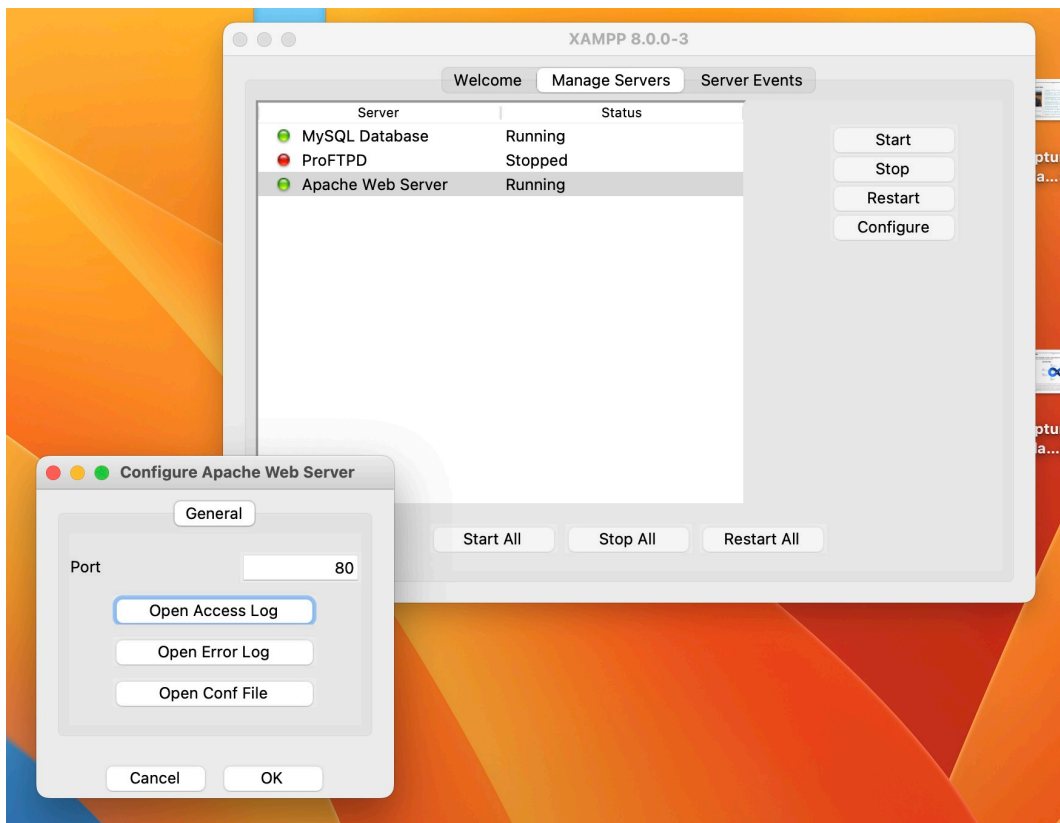 XAMPP 8.0.0-3
Welcome Manage Servers Server Events
Server Status
MySQL Database Running
ProFTPD Stopped
Apache Web Server Running
Start
Stop
Restart
Configure
Start All Stop All Restart All
Configure Apache Web Server
General
Port 80
Open Access Log
Open Error Log
Open Conf File
Cancel OK
ptu
a...
ptu
a...